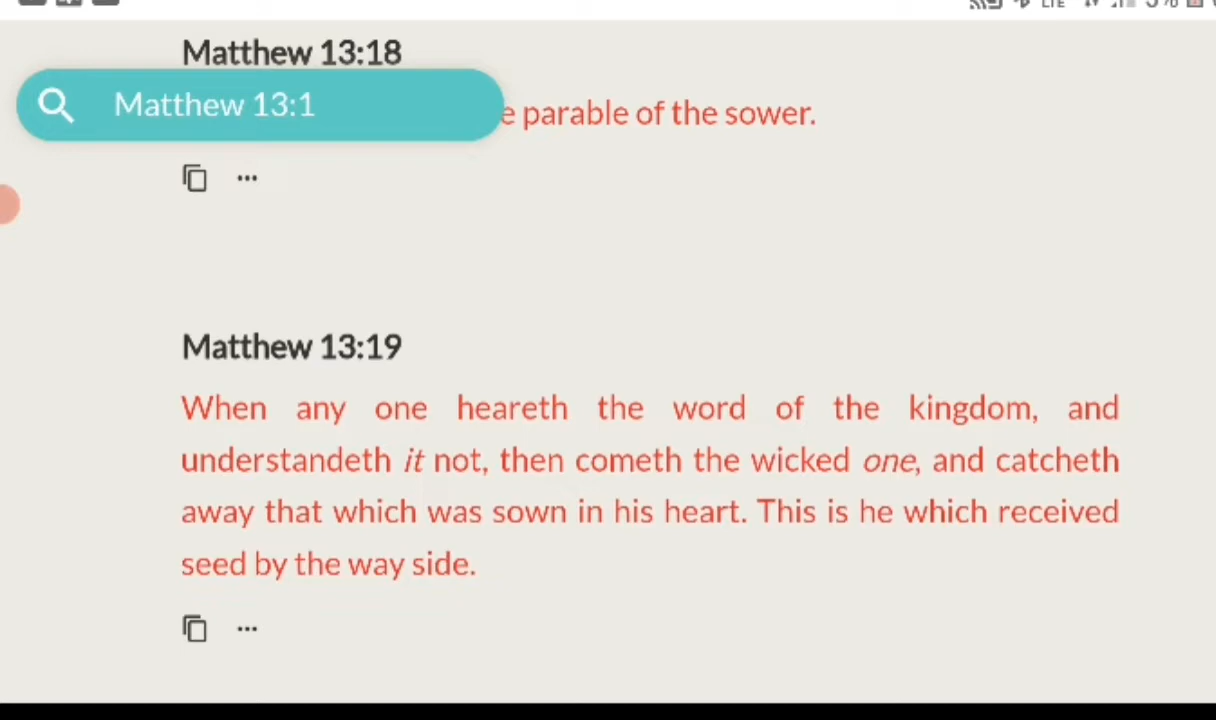 Matthew 13:18
Matthew 13:1
parable of the sower.
Matthew 13:19
When any one heareth the word of the kingdom, and
understandeth it not, then cometh the wicked one, and catcheth
away that which was sown in his heart. This is he which received
seed by the way side.